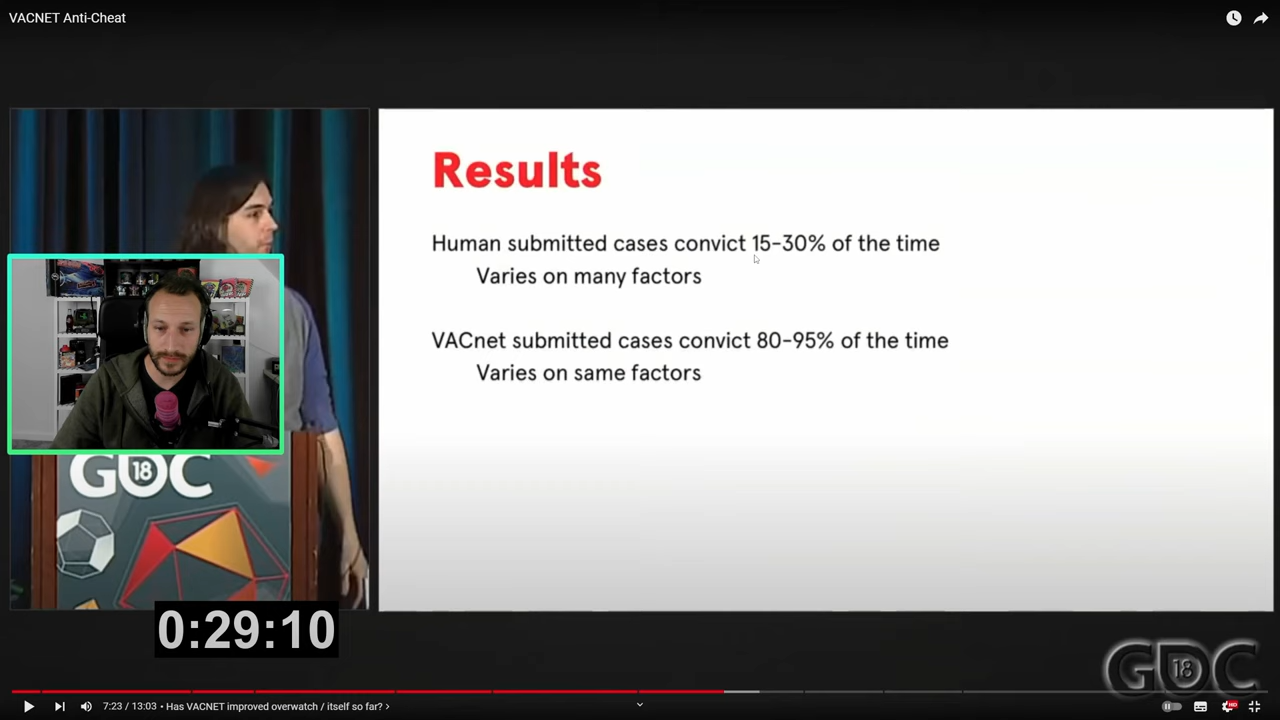 VACNET Anti-Cheat
Results
Human submitted cases convict 15-30% of the time
Varies on many factors
VACnet submitted cases convict 80-95% of the time
Varies on same factors
GDC
18
0:29:10
GDC
18
7:23 / 13:03 • Has VACNET improved overwatch / itself so far? >
HD